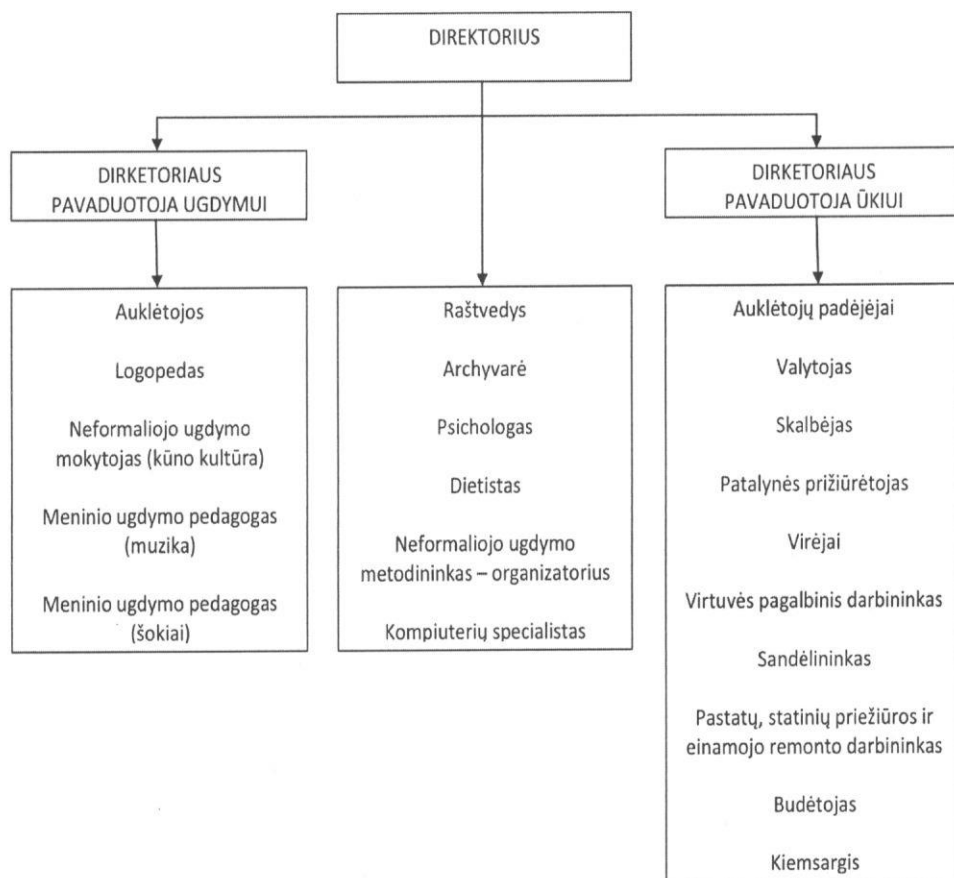 DIREKTORIUS
DIRKETORIAUS
PAVADUOTOJA UGDYMUI
DIRKETORIAUS
PAVADUOTOJA ŪKIUI
Auklėtojos
Logopedas
Neformaliojo ugdymo
mokytojas (kūno kultūra)
Meninio ugdymo pedagogas
(muzika)
Meninio ugdymo pedagogas
(šokiai)
Raštvedys
Archyvarė
Psichologas
Dietistas
Neformaliojo ugdymo
metodininkas – organizatorius
Kompiuterių specialistas
Auklėtojų padėjėjai
Valytojas
Skalbėjas
Patalynės prižiūrėtojas
Virėjai
Virtuvės pagalbinis darbininkas
Sandėlininkas
Pastatų, statinių priežiūros ir
einamojo remonto darbininkas
Budėtojas
Kiemsargis